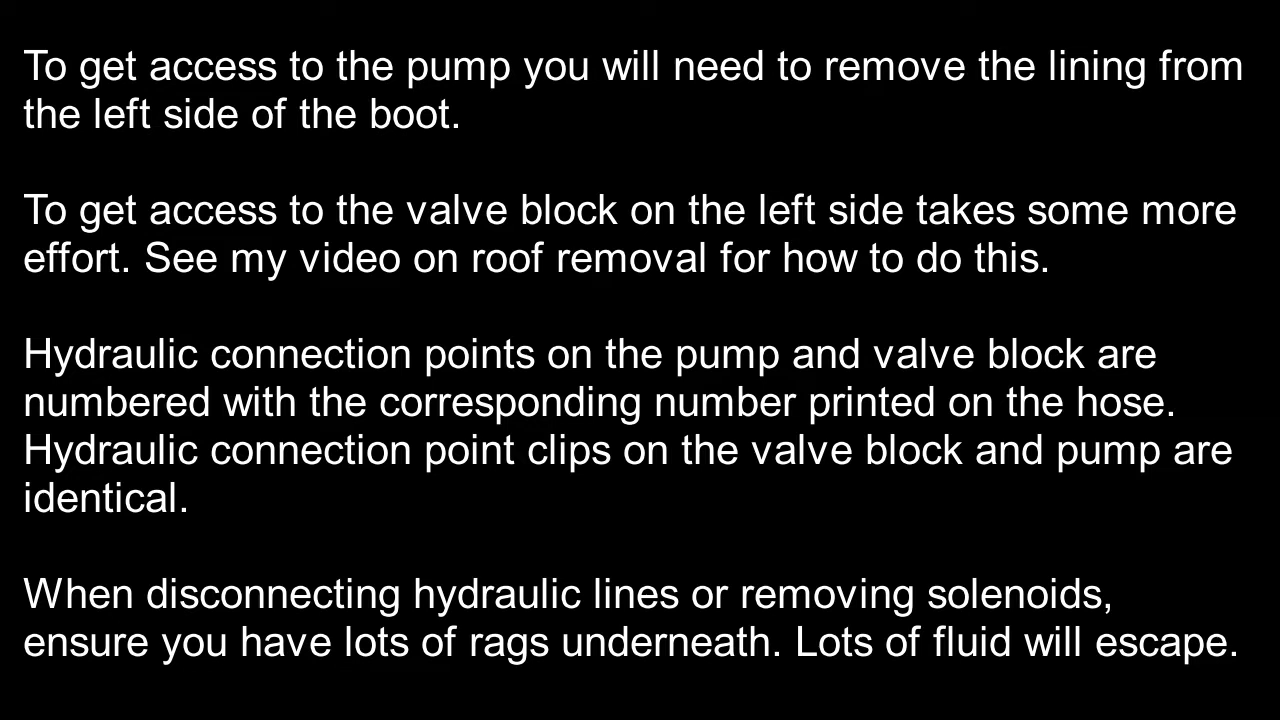 To get access to the pump you will need to remove the lining from
the left side of the boot.
To get access to the valve block on the left side takes some more
effort. See my video on roof removal for how to do this.
Hydraulic connection points on the pump and valve block are
numbered with the corresponding number printed on the hose.
Hydraulic connection point clips on the valve block and pump are
identical.
When disconnecting hydraulic lines or removing solenoids,
ensure you have lots of rags underneath. Lots of fluid will escape.